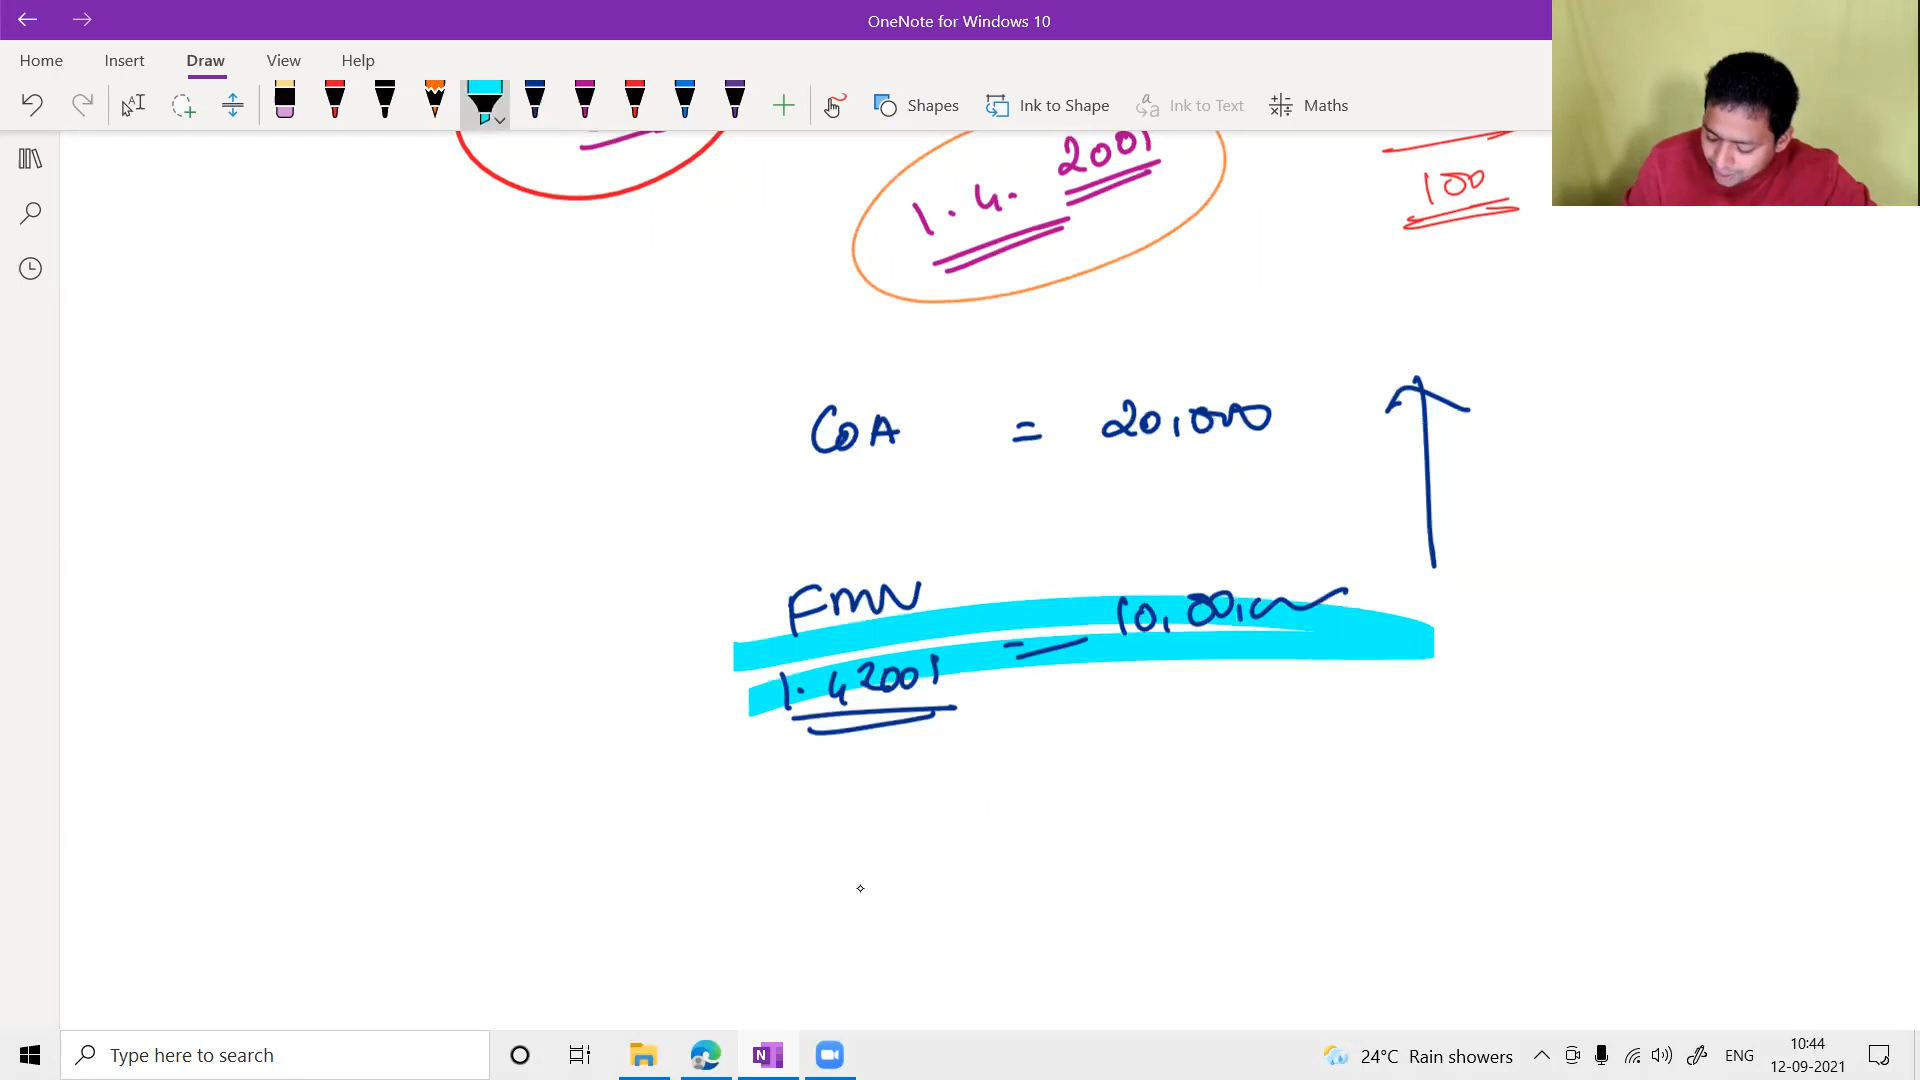 OneNote for Windows 10
Home Insert Draw View Help
Shapes Ink to Shape Ink to Text Maths
1.4. 2001
100
COA = 20,000
FMV = 10,00,000
1.4 2001
Type here to search
24°C Rain showers ENG 10:44
12-09-2021